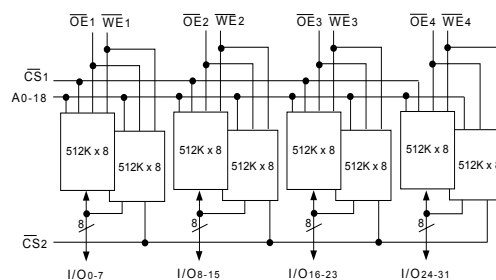 OE1 WE1 OE2 WE2 OE3 WE3 OE4 WE4
CS1
A0-18
512K x 8 512K x 8 512K x 8 512K x 8 512K x 8 512K x 8 512K x 8 512K x 8
8 8 8 8
CS2
I/O0-7 I/O8-15 I/O16-23 I/O24-31